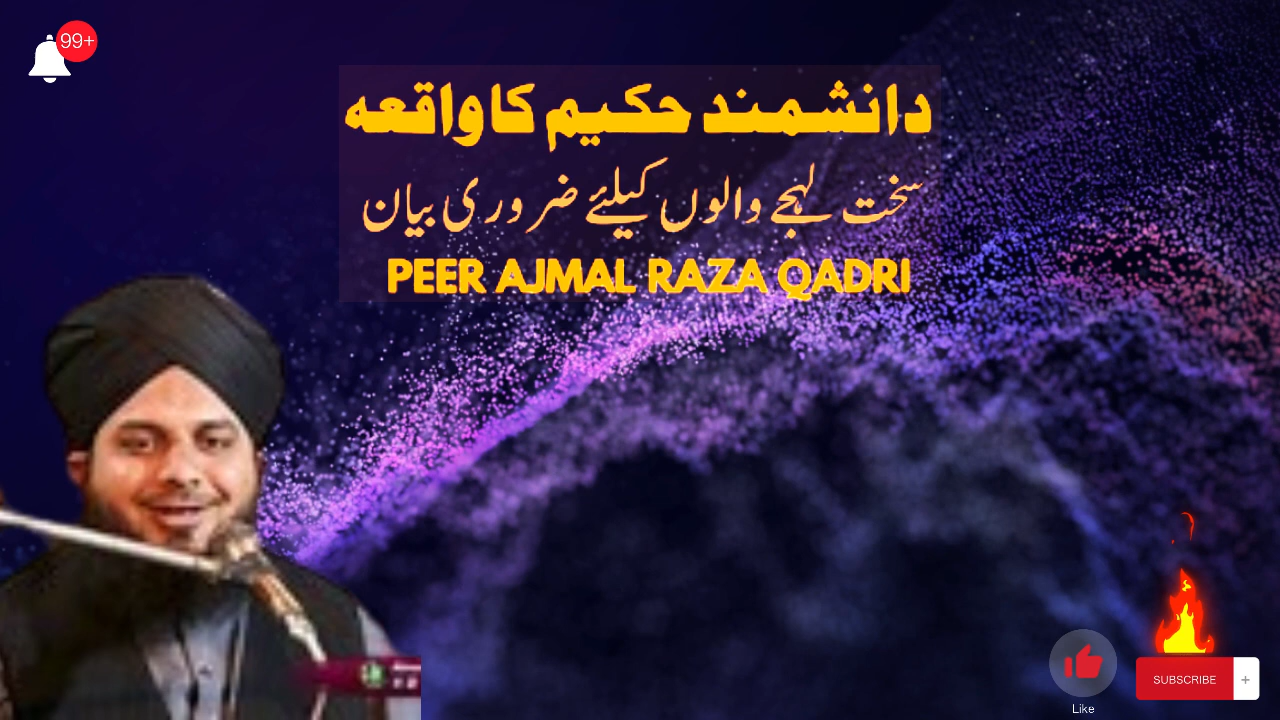 99+
دانشمند حکیم کا واقعہ
سخت لہجے والوں کیلئے ضروری بیان
PEER AJMAL RAZA QADRI
SUBSCRIBE +
Like